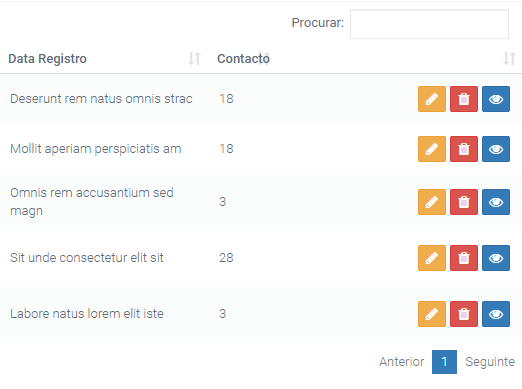 Procurar:
Data Registro Contacto
Deserunt rem natus omnis strac 18
Mollit aperiam perspiciatis am 18
Omnis rem accusantium sed
magn 3
Sit unde consectetur elit sit 28
Labore natus lorem elit iste 3
Anterior 1 Seguinte